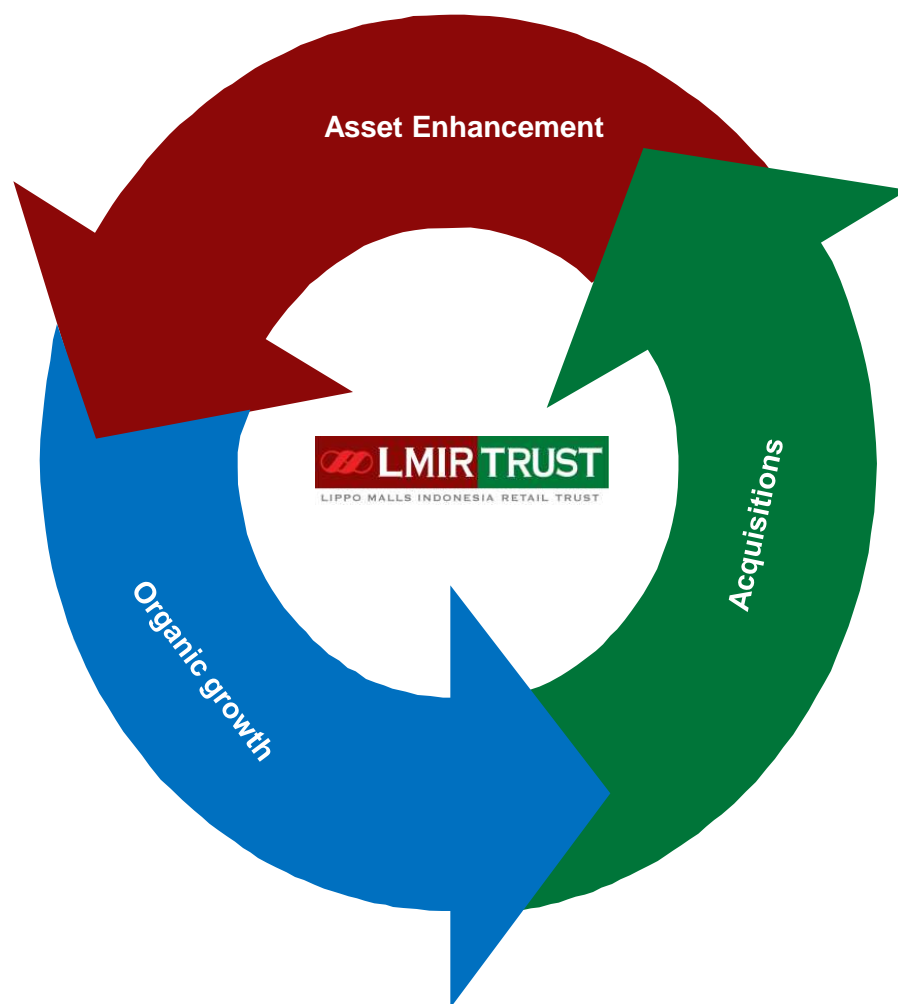 Asset Enhancement
LMIR TRUST
LIPPO MALLS INDONESIA RETAIL TRUST
Acquisitions
Organic growth